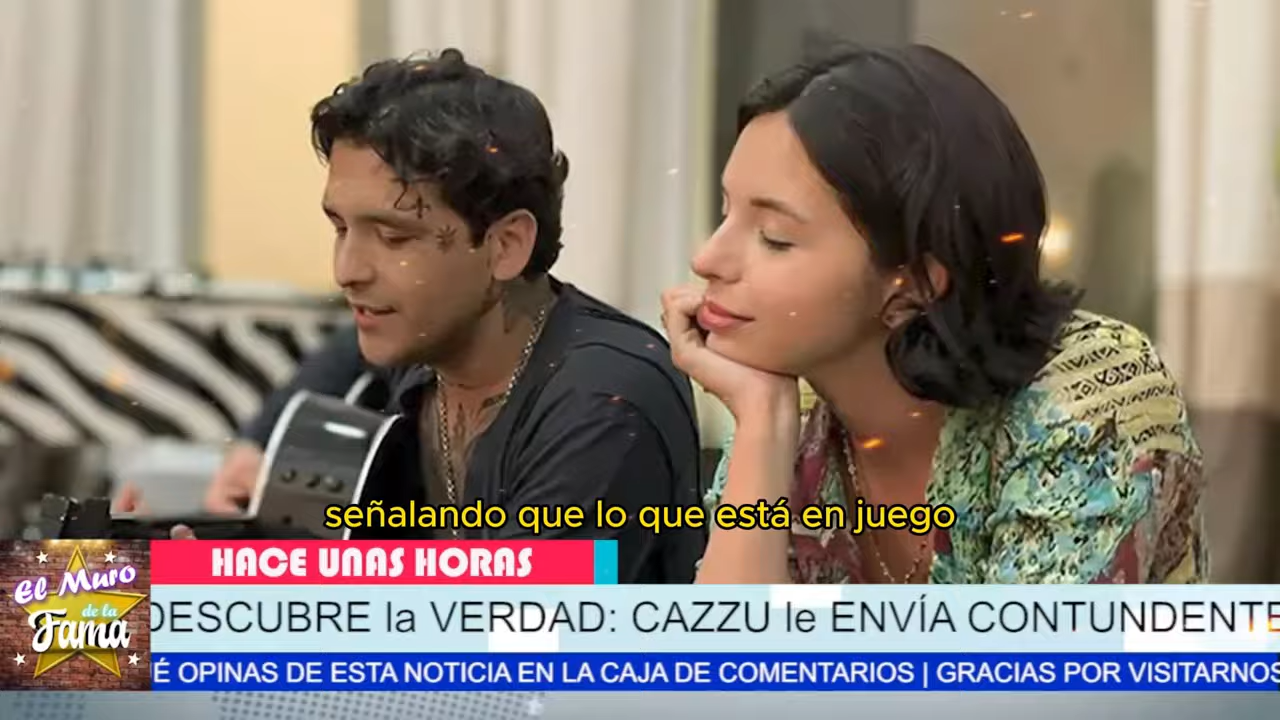 señalando que lo que está en juego
HACE UNAS HORAS
El Muro
de la
Fama
DESCUBRE la VERDAD: CAZZU le ENVÍA CONTUNDENTE
É OPINAS DE ESTA NOTICIA EN LA CAJA DE COMENTARIOS | GRACIAS POR VISITARNOS